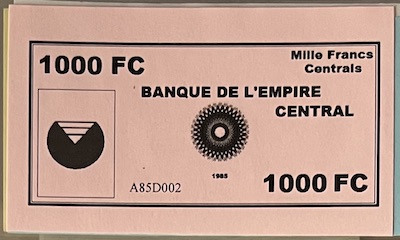 1000 FC
Mille Francs
Centrals
BANQUE DE L'EMPIRE
CENTRAL
1985
A85D002
1000 FC